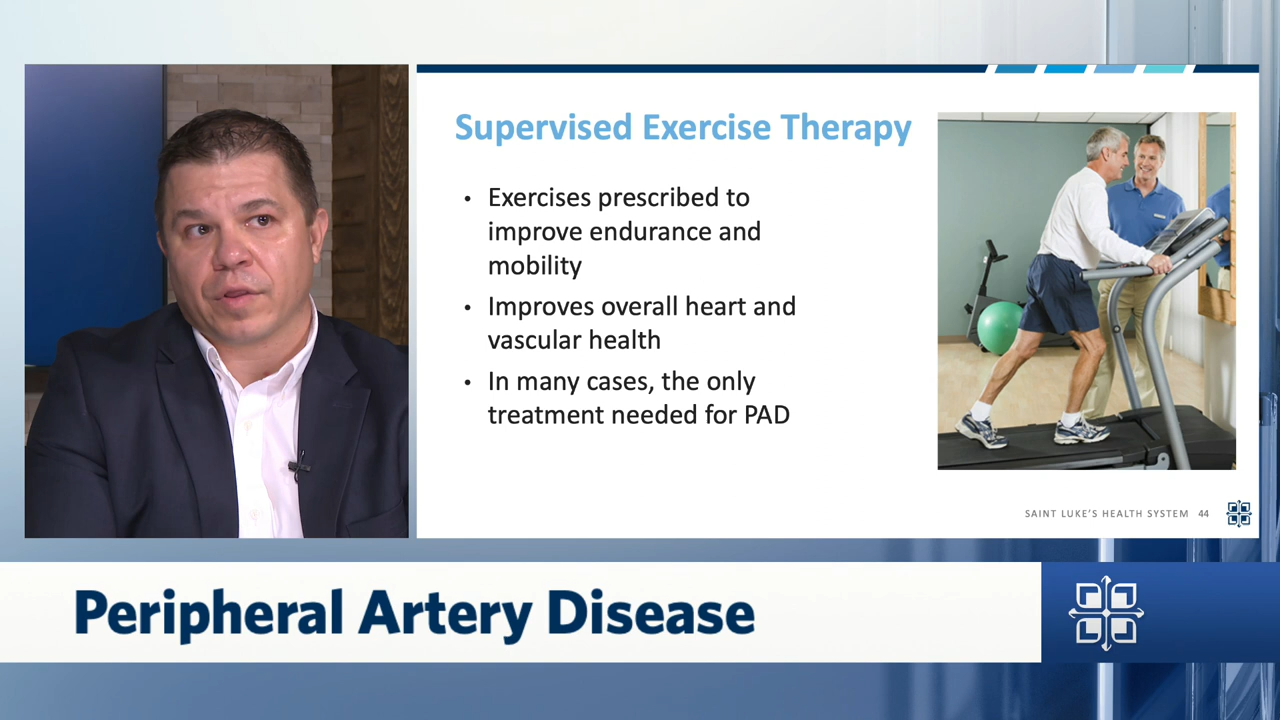 Supervised Exercise Therapy
• Exercises prescribed to
improve endurance and
mobility
• Improves overall heart and
vascular health
• In many cases, the only
treatment needed for PAD
SAINT LUKE'S HEALTH SYSTEM 44
Peripheral Artery Disease